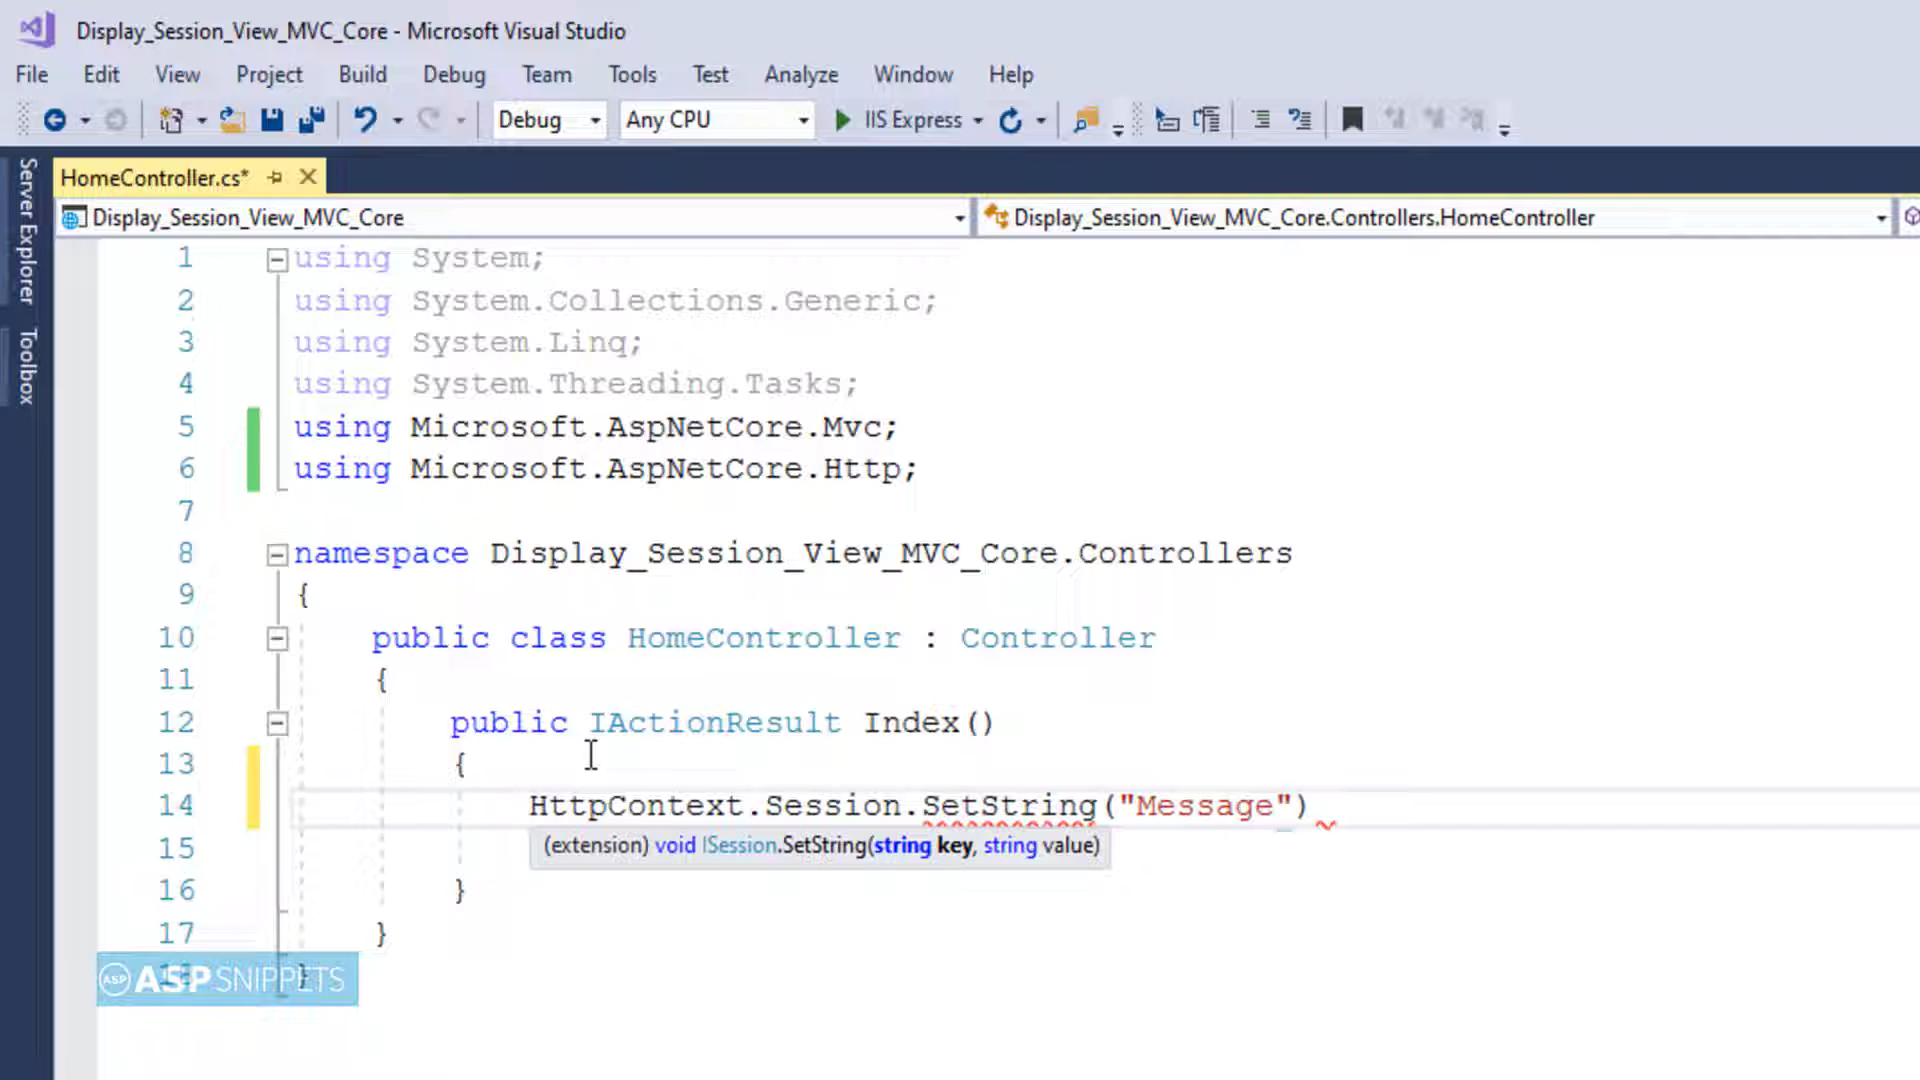 Display_Session_View_MVC_Core - Microsoft Visual Studio
File Edit View Project Build Debug Team Tools Test Analyze Window Help
Debug Any CPU IIS Express
Server Explorer
Toolbox
HomeController.cs*
Display_Session_View_MVC_Core Display_Session_View_MVC_Core.Controllers.HomeController
1 using System;
2 using System.Collections.Generic;
3 using System.Linq;
4 using System.Threading.Tasks;
5 using Microsoft.AspNetCore.Mvc;
6 using Microsoft.AspNetCore.Http;
7
8 namespace Display_Session_View_MVC_Core.Controllers
9 {
10 public class HomeController : Controller
11 {
12 public IActionResult Index()
13 {
14 HttpContext.Session.SetString("Message")
(extension) void ISession.SetString(string key, string value)
15
16 }
17 }
18 }
ASP ASPSNIPPETS